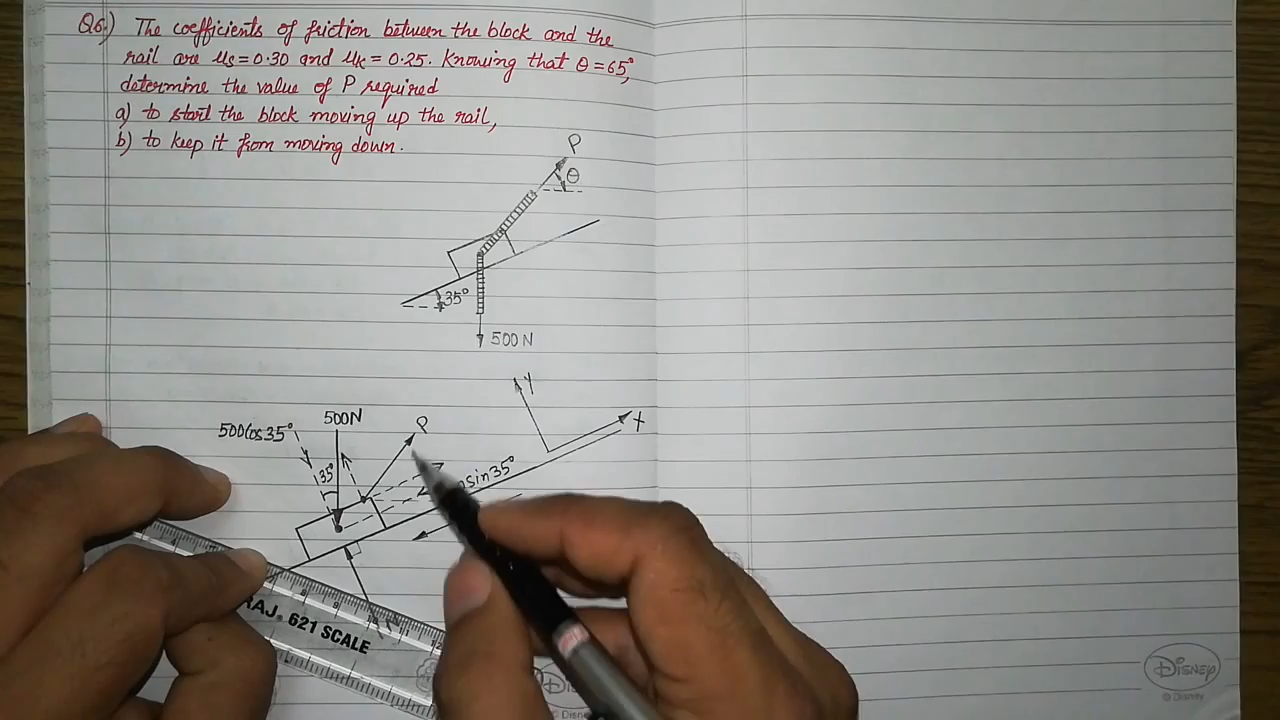 Q6.) The coefficients of friction between the block and the
rail are μs = 0.30 and μk = 0.25. Knowing that θ = 65°,
determine the value of P required
a) to start the block moving up the rail,
b) to keep it from moving down.
P
θ
35°
500 N
Y
X
500N
P
500Cos35°
35°
sin35°
RAJ. 621 SCALE
DISNEY
© Disney
© Disney